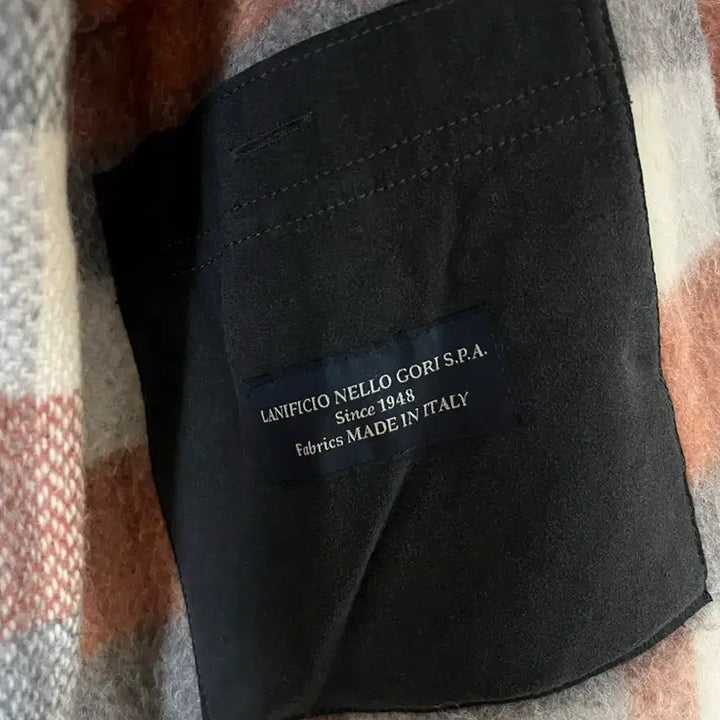 LANIFICIO NELLO GORI S.P.A.
Since 1948
Fabrics MADE IN ITALY